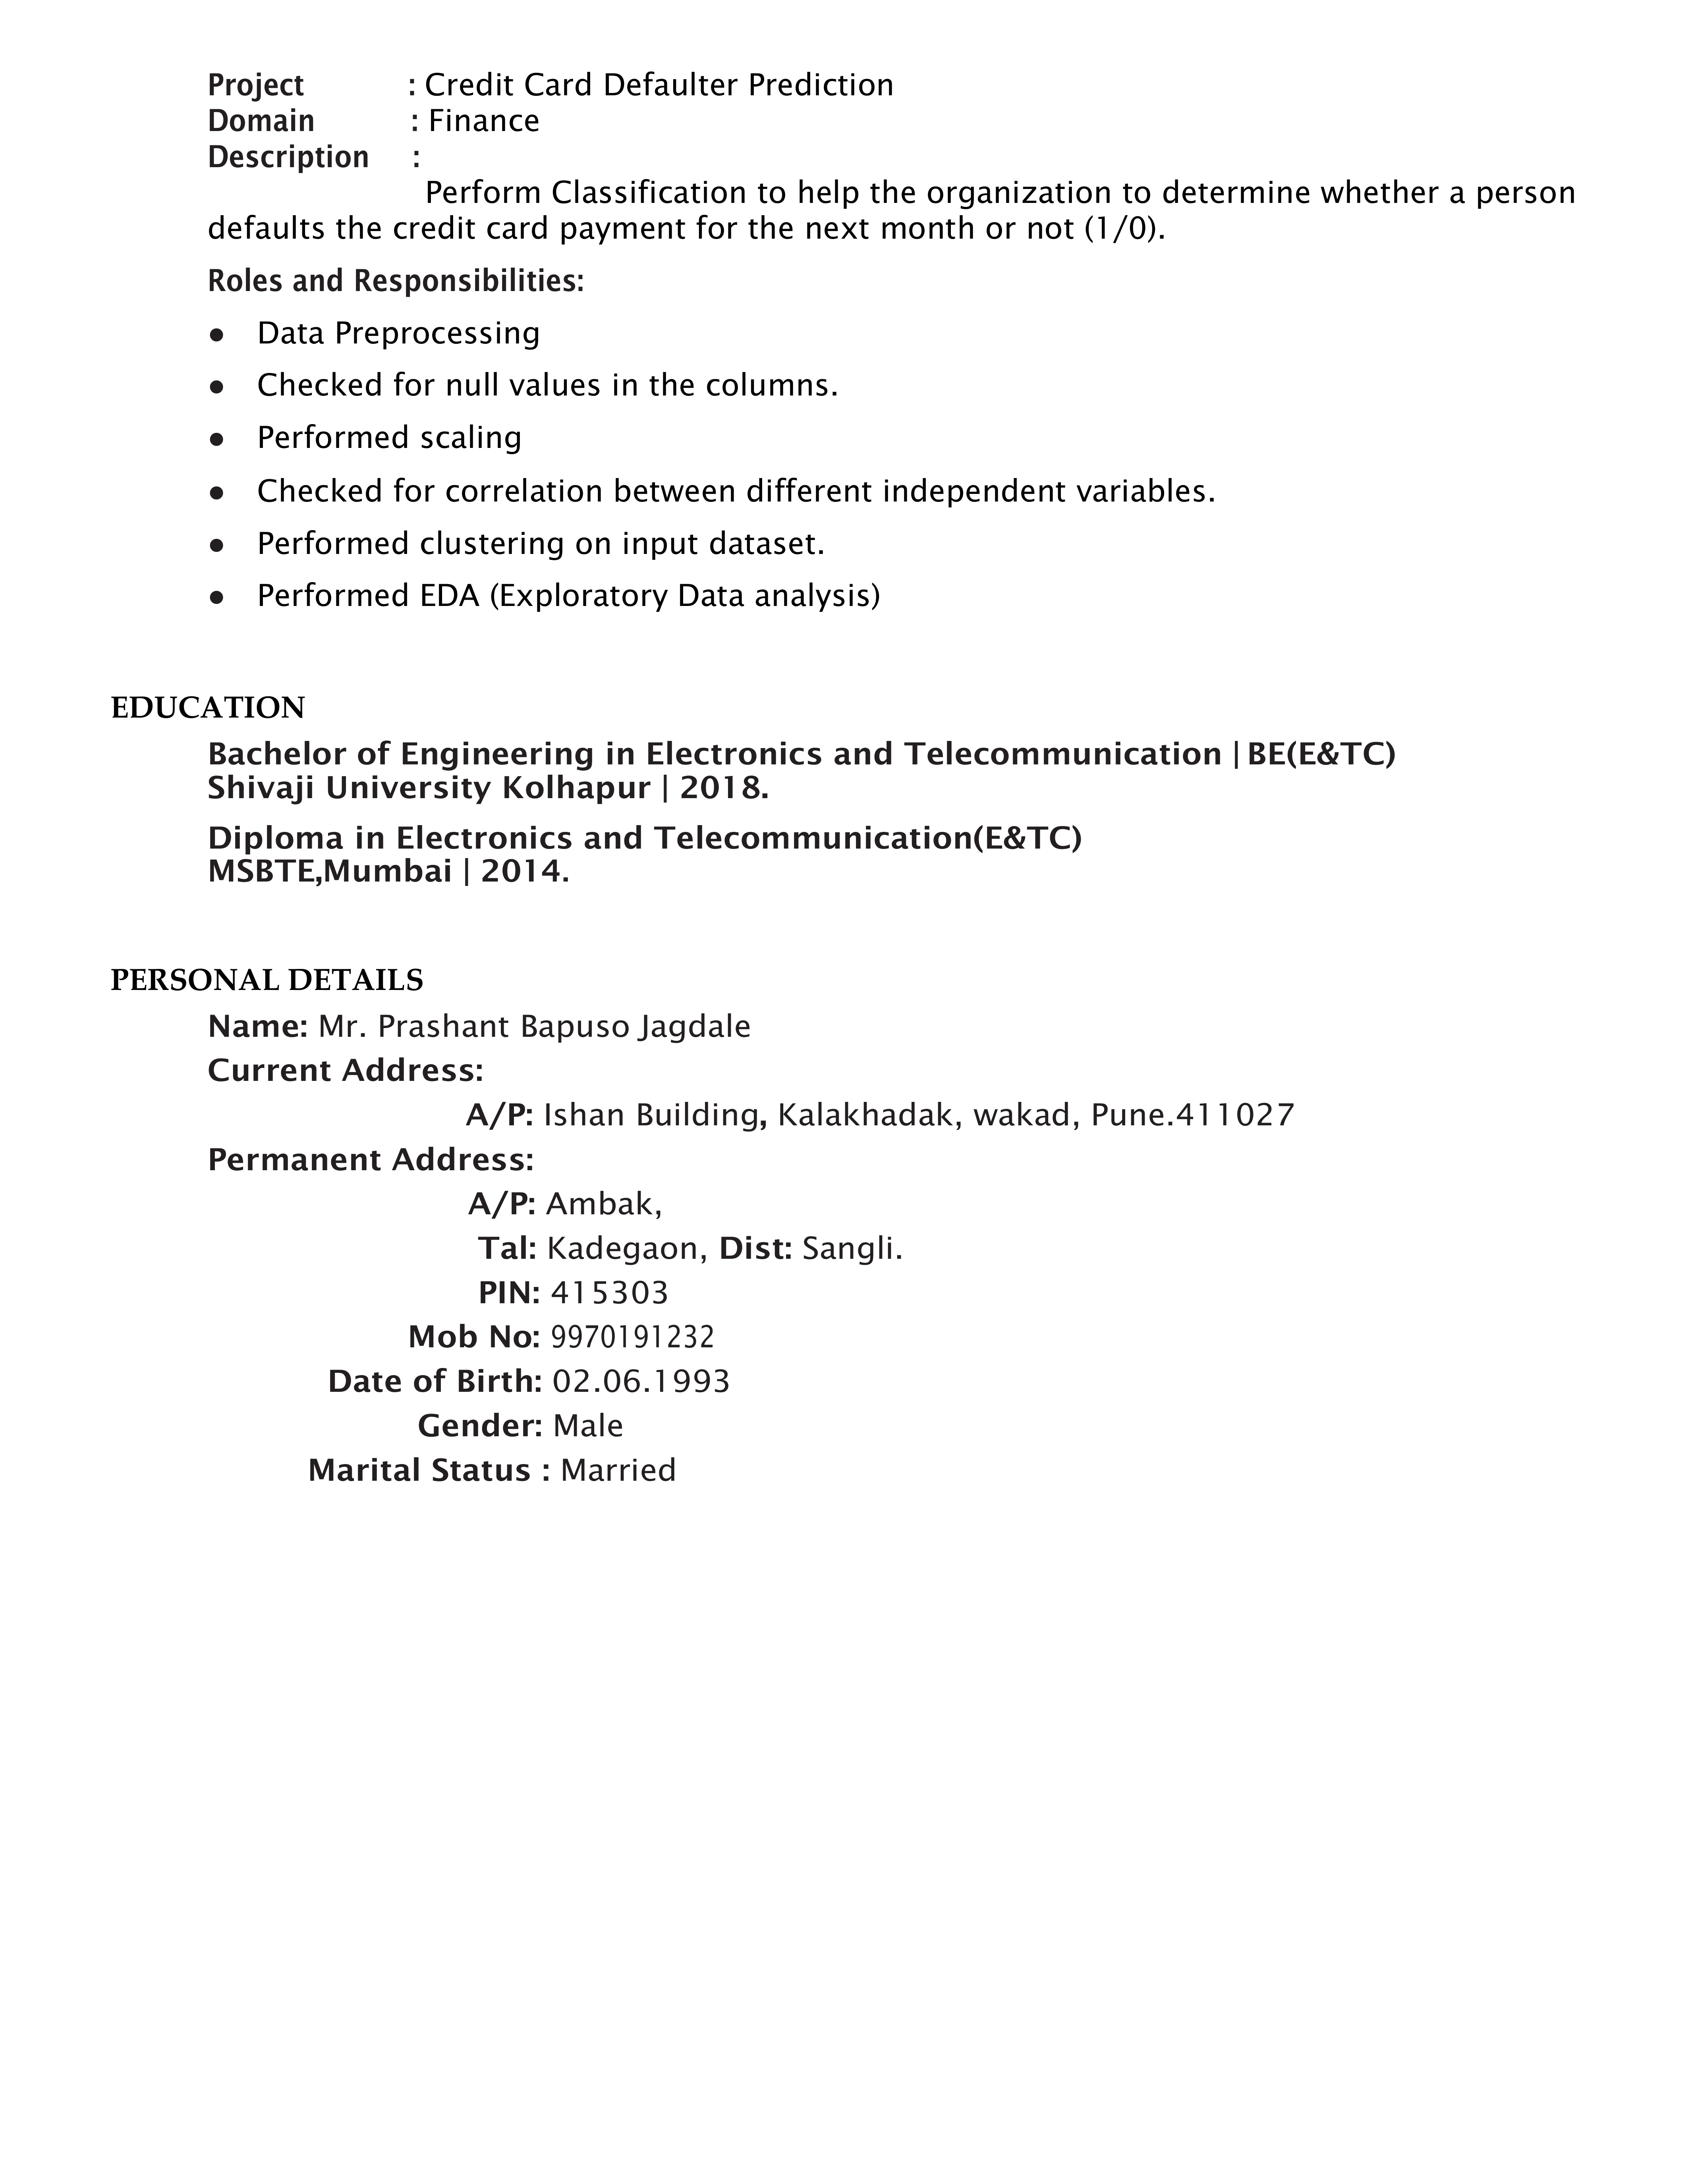 Project : Credit Card Defaulter Prediction
Domain : Finance
Description :
Perform Classification to help the organization to determine whether a person
defaults the credit card payment for the next month or not (1/0).
Roles and Responsibilities:
● Data Preprocessing
● Checked for null values in the columns.
● Performed scaling
● Checked for correlation between different independent variables.
● Performed clustering on input dataset.
● Performed EDA (Exploratory Data analysis)
EDUCATION
Bachelor of Engineering in Electronics and Telecommunication | BE(E&TC)
Shivaji University Kolhapur | 2018.
Diploma in Electronics and Telecommunication(E&TC)
MSBTE,Mumbai | 2014.
PERSONAL DETAILS
Name: Mr. Prashant Bapuso Jagdale
Current Address:
A/P: Ishan Building, Kalakhadak, wakad, Pune.411027
Permanent Address:
A/P: Ambak,
Tal: Kadegaon, Dist: Sangli.
PIN: 415303
Mob No: 9970191232
Date of Birth: 02.06.1993
Gender: Male
Marital Status : Married